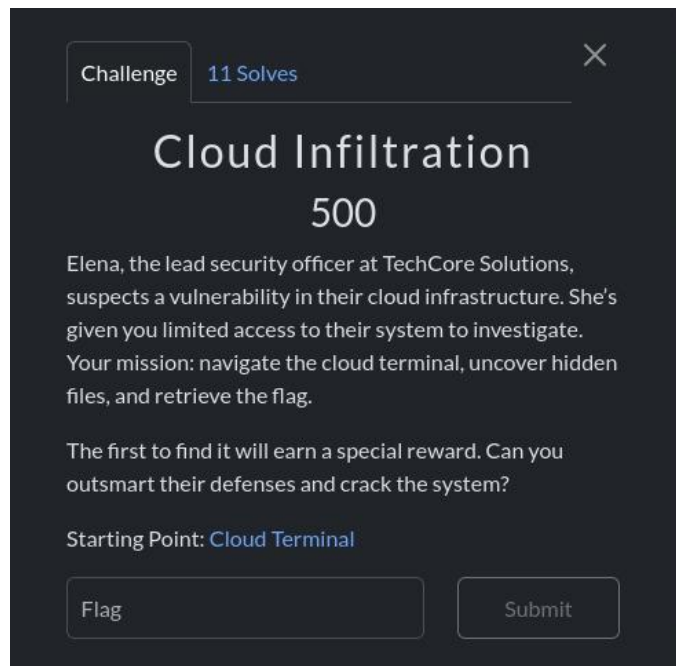 Challenge
11 Solves
Cloud Infiltration
500
Elena, the lead security officer at TechCore Solutions,
suspects a vulnerability in their cloud infrastructure. She’s
given you limited access to their system to investigate.
Your mission: navigate the cloud terminal, uncover hidden
files, and retrieve the flag.
The first to find it will earn a special reward. Can you
outsmart their defenses and crack the system?
Starting Point: Cloud Terminal
Flag
Submit